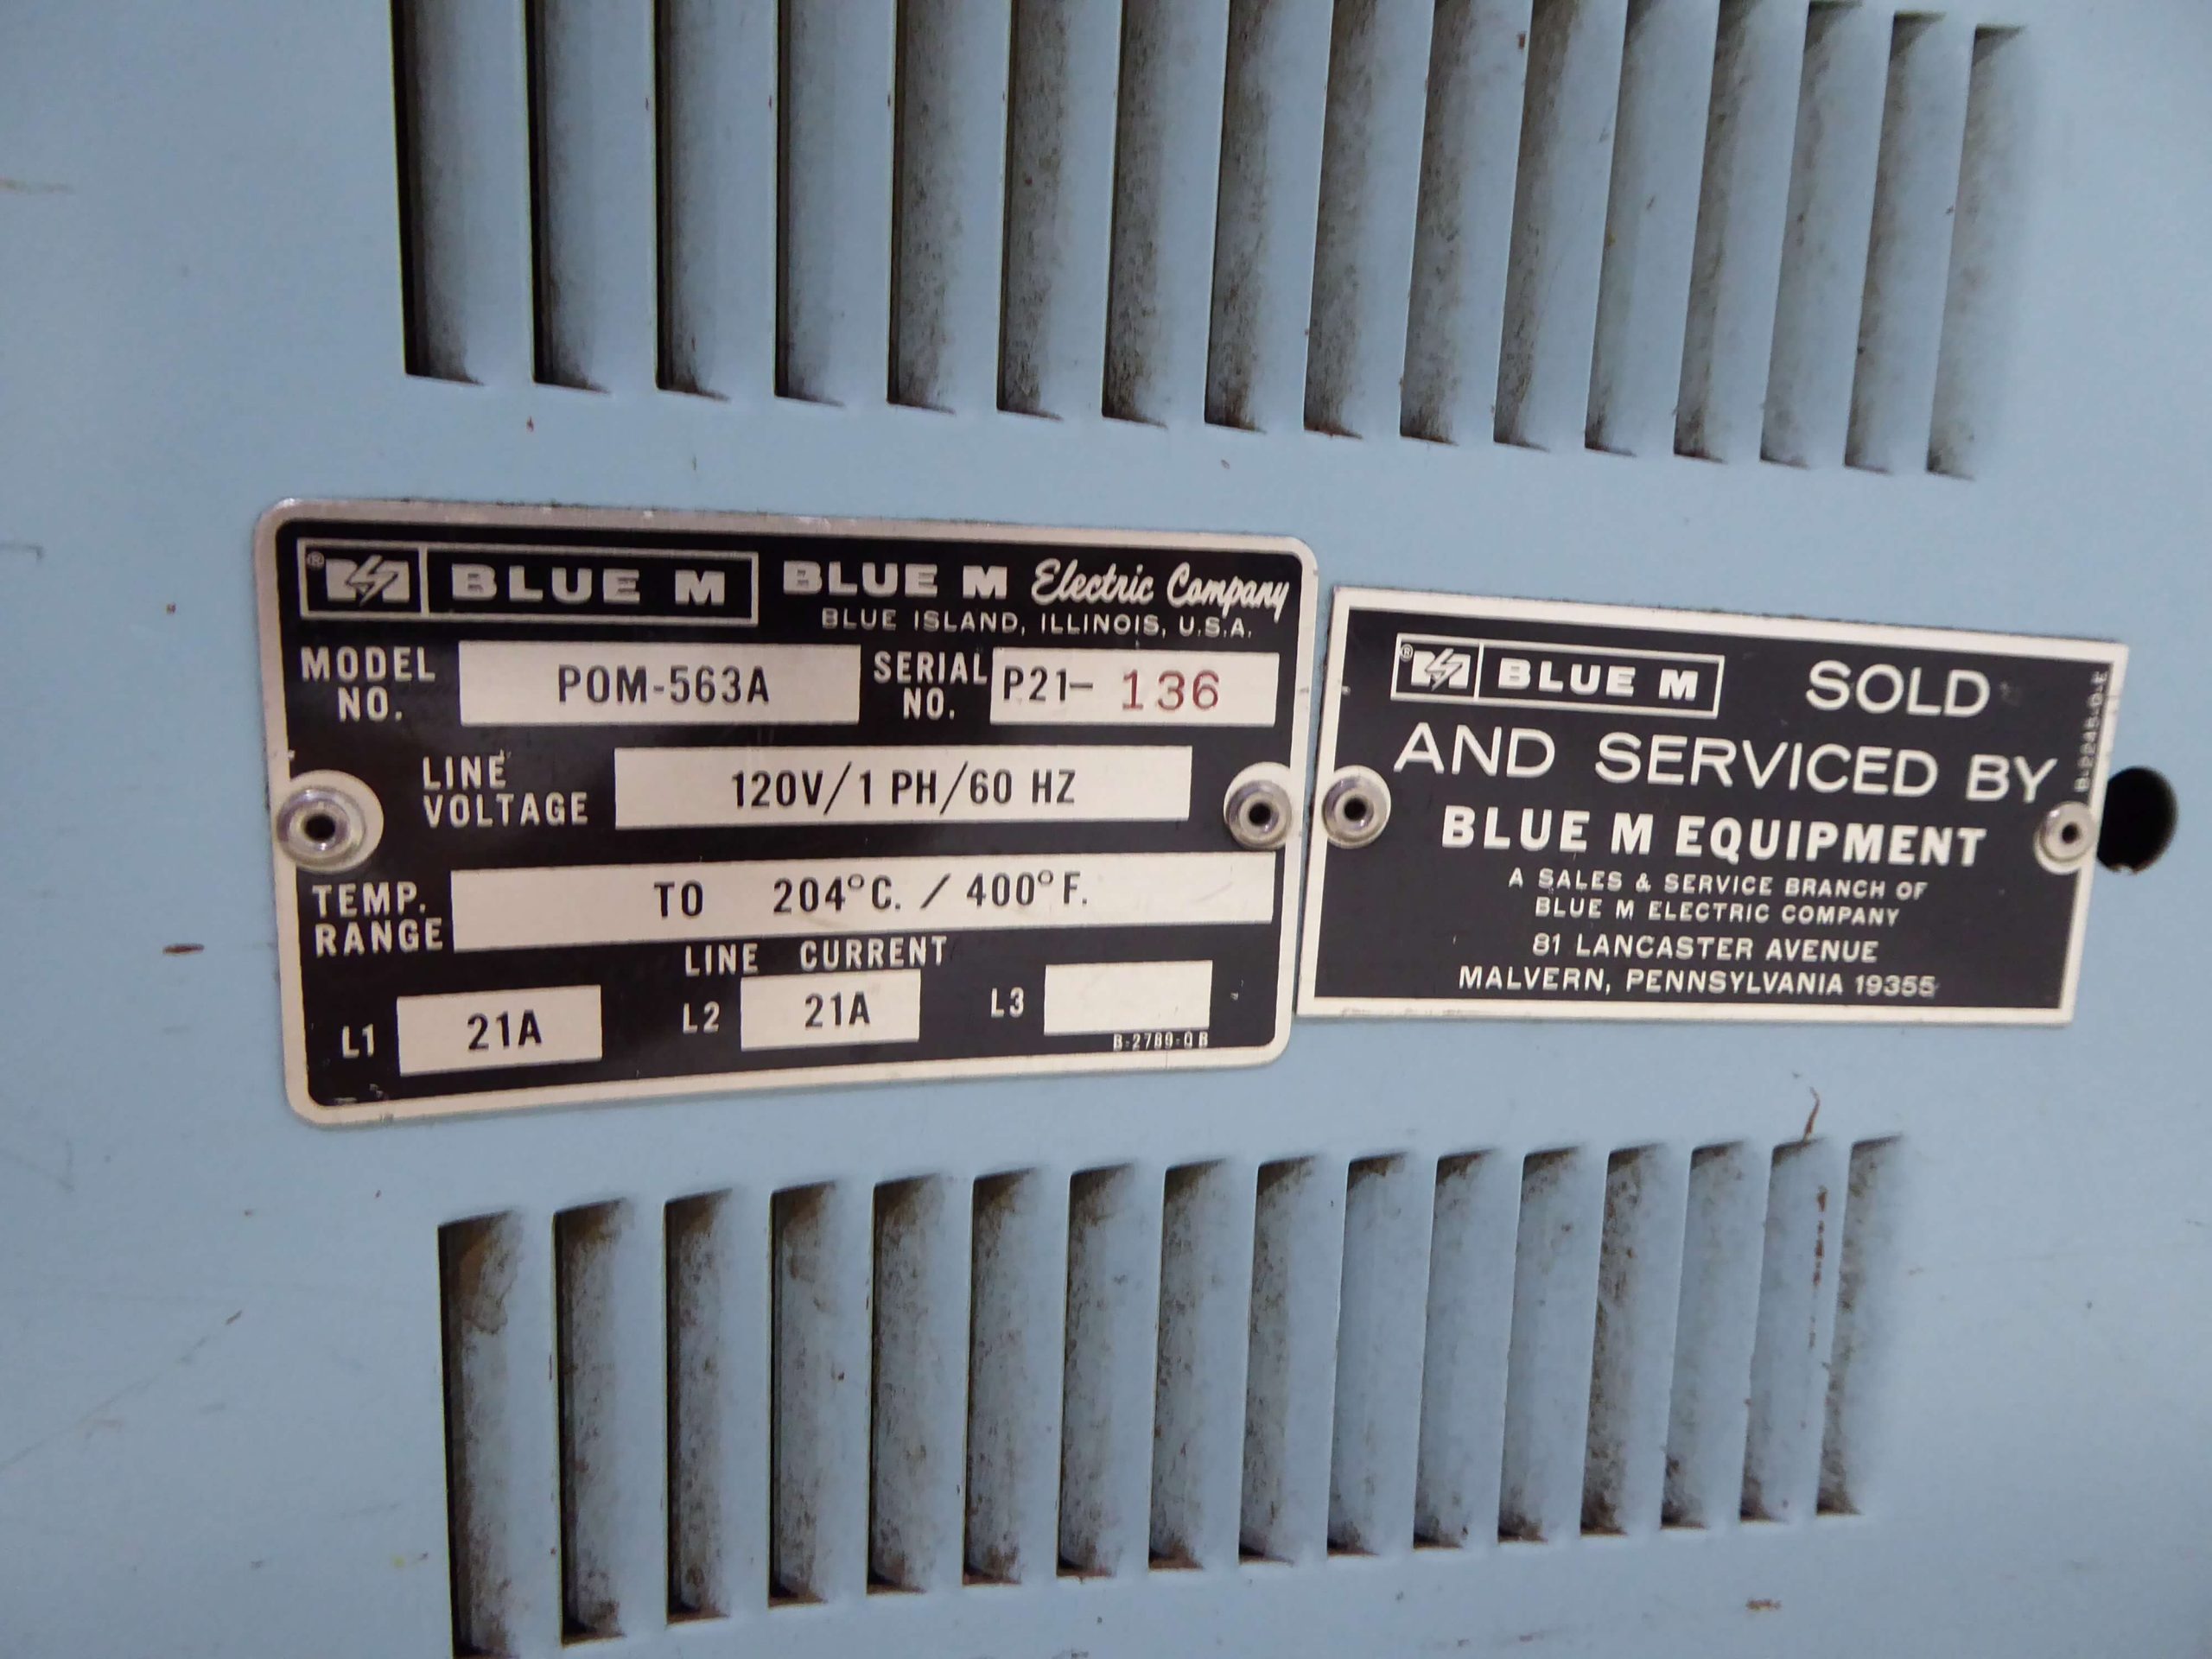 ® BLUE M BLUE M Electric Company
BLUE ISLAND, ILLINOIS, U.S.A.
MODEL NO. POM-563A SERIAL NO. P21- 136
LINE VOLTAGE 120V/1 PH/60 HZ
TEMP. RANGE TO 204°C. / 400°F.
LINE CURRENT
L1 21A L2 21A L3
B-2789-0 B
® BLUE M SOLD
AND SERVICED BY
BLUE M EQUIPMENT
A SALES & SERVICE BRANCH OF
BLUE M ELECTRIC COMPANY
81 LANCASTER AVENUE
MALVERN, PENNSYLVANIA 19355